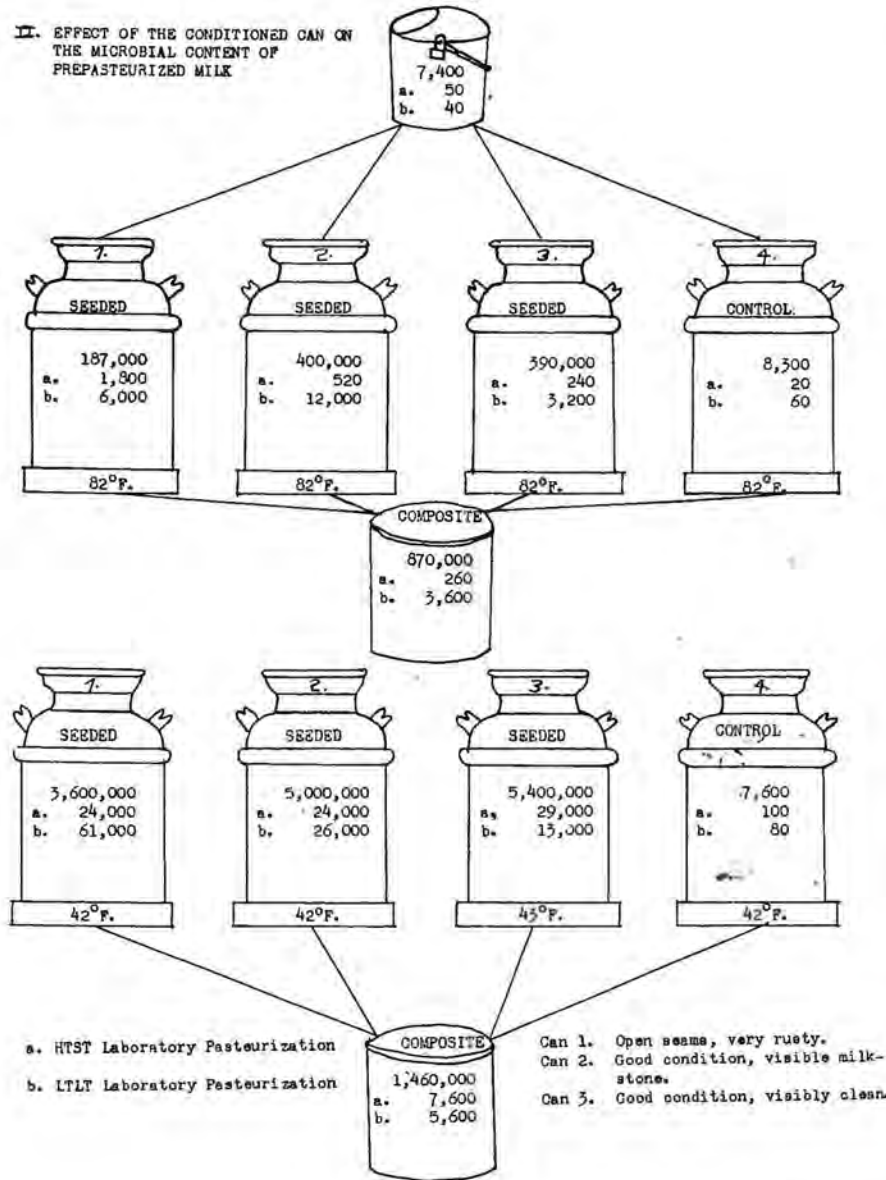 II. EFFECT OF THE CONDITIONED CAN ON
THE MICROBIAL CONTENT OF
PREPASTEURIZED MILK
7,400
a. 50
b. 40
1.
SEEDED
187,000
a. 1,800
b. 6,000
82°F.
2.
SEEDED
400,000
a. 520
b. 12,000
82°F.
3.
SEEDED
390,000
a. 240
b. 3,200
82°F.
4.
CONTROL
8,300
a. 20
b. 60
82°F.
COMPOSITE
870,000
a. 260
b. 3,600
1.
SEEDED
3,600,000
a. 24,000
b. 61,000
42°F.
2.
SEEDED
5,000,000
a. 24,000
b. 26,000
42°F.
3.
SEEDED
5,400,000
a. 29,000
b. 13,000
43°F.
4.
CONTROL
7,600
a. 100
b. 80
42°F.
COMPOSITE
1,460,000
a. 7,600
b. 5,600
a. HTST Laboratory Pasteurization
b. LTLT Laboratory Pasteurization
Can 1. Open seams, very rusty.
Can 2. Good condition, visible milk-
stone.
Can 3. Good condition, visibly clean.